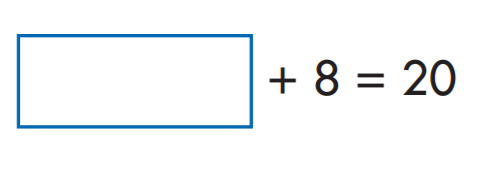 + 8 = 20